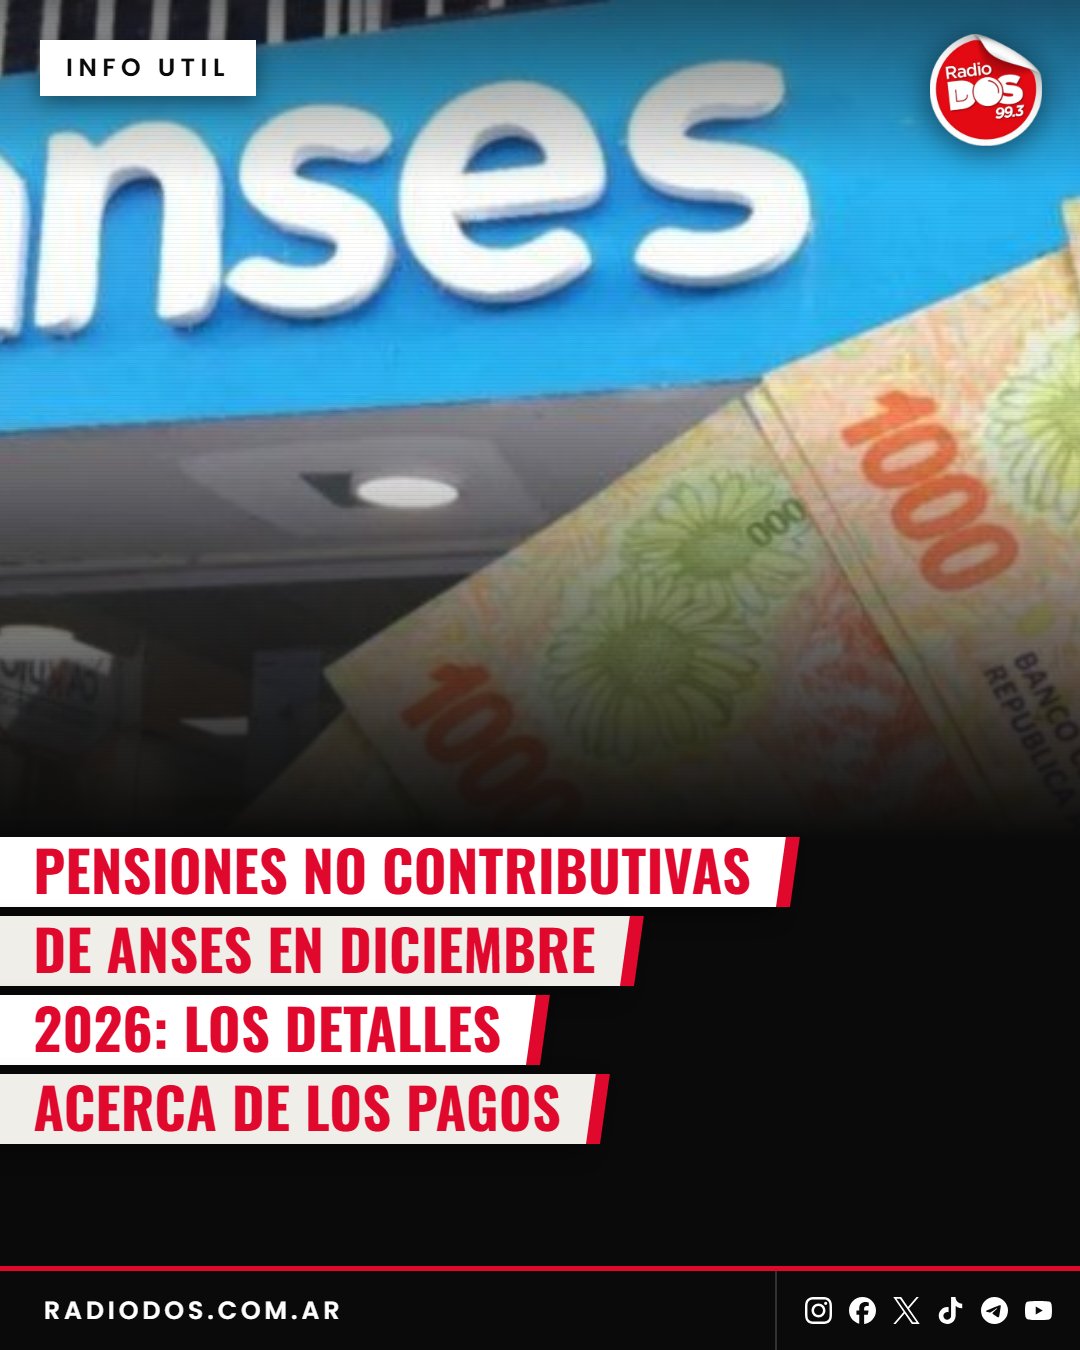 INFO UTIL
Radio
DOS
99.3
anses
1000
000
1000
BANCO
REPUBLICA
PENSIONES NO CONTRIBUTIVAS
DE ANSES EN DICIEMBRE
2026: LOS DETALLES
ACERCA DE LOS PAGOS
RADIODOS.COM.AR